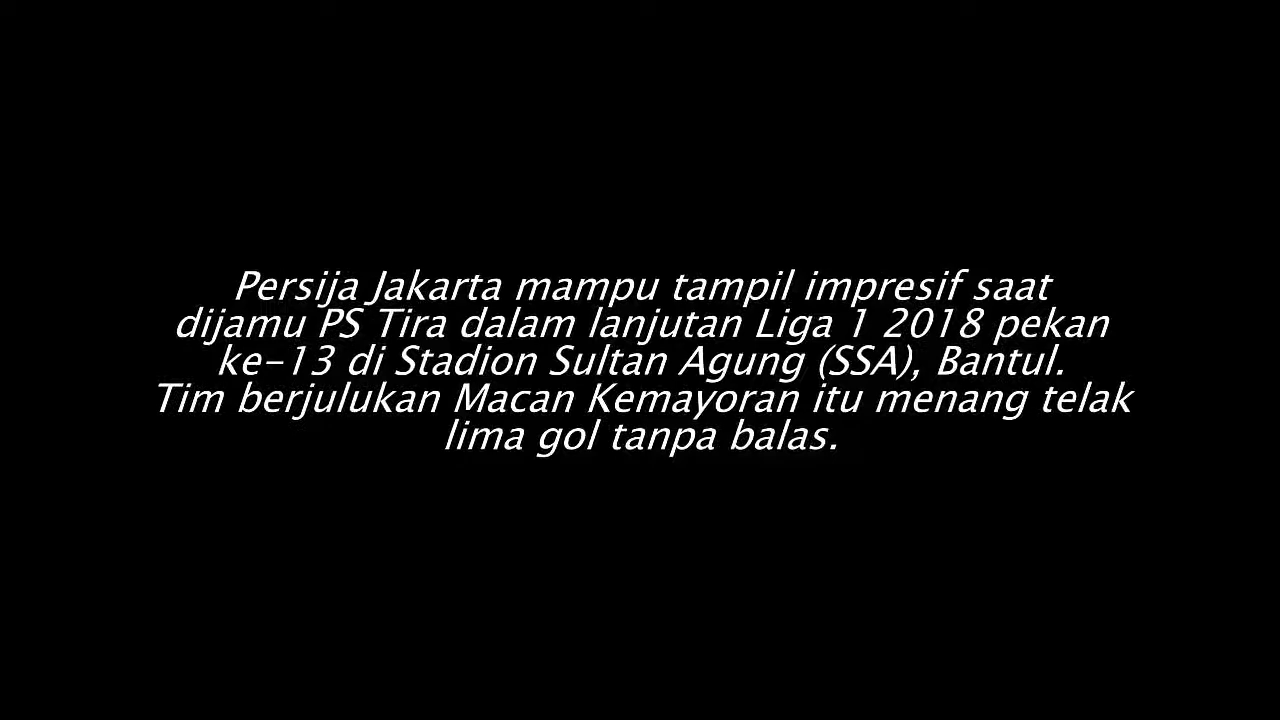 Persija Jakarta mampu tampil impresif saat
dijamu PS Tira dalam lanjutan Liga 1 2018 pekan
ke-13 di Stadion Sultan Agung (SSA), Bantul.
Tim berjulukan Macan Kemayoran itu menang telak
lima gol tanpa balas.